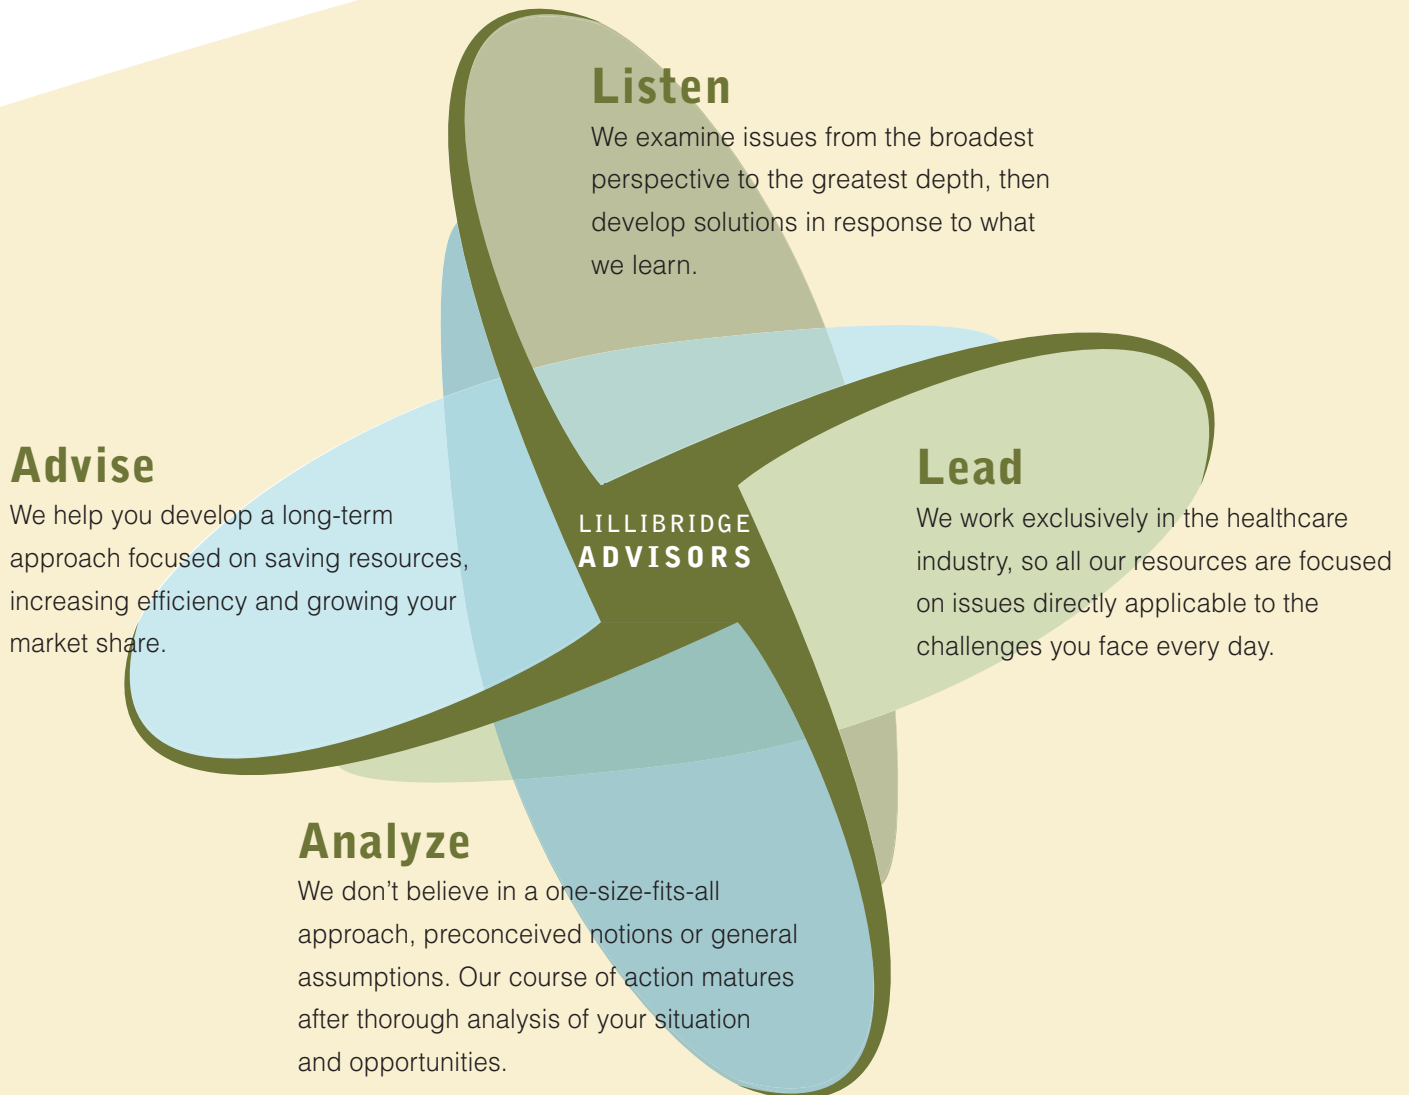 Listen
We examine issues from the broadest
perspective to the greatest depth, then
develop solutions in response to what
we learn.
Advise
We help you develop a long-term
approach focused on saving resources,
increasing efficiency and growing your
market share.
LILLIBRIDGE
ADVISORS
Lead
We work exclusively in the healthcare
industry, so all our resources are focused
on issues directly applicable to the
challenges you face every day.
Analyze
We don’t believe in a one-size-fits-all
approach, preconceived notions or general
assumptions. Our course of action matures
after thorough analysis of your situation
and opportunities.